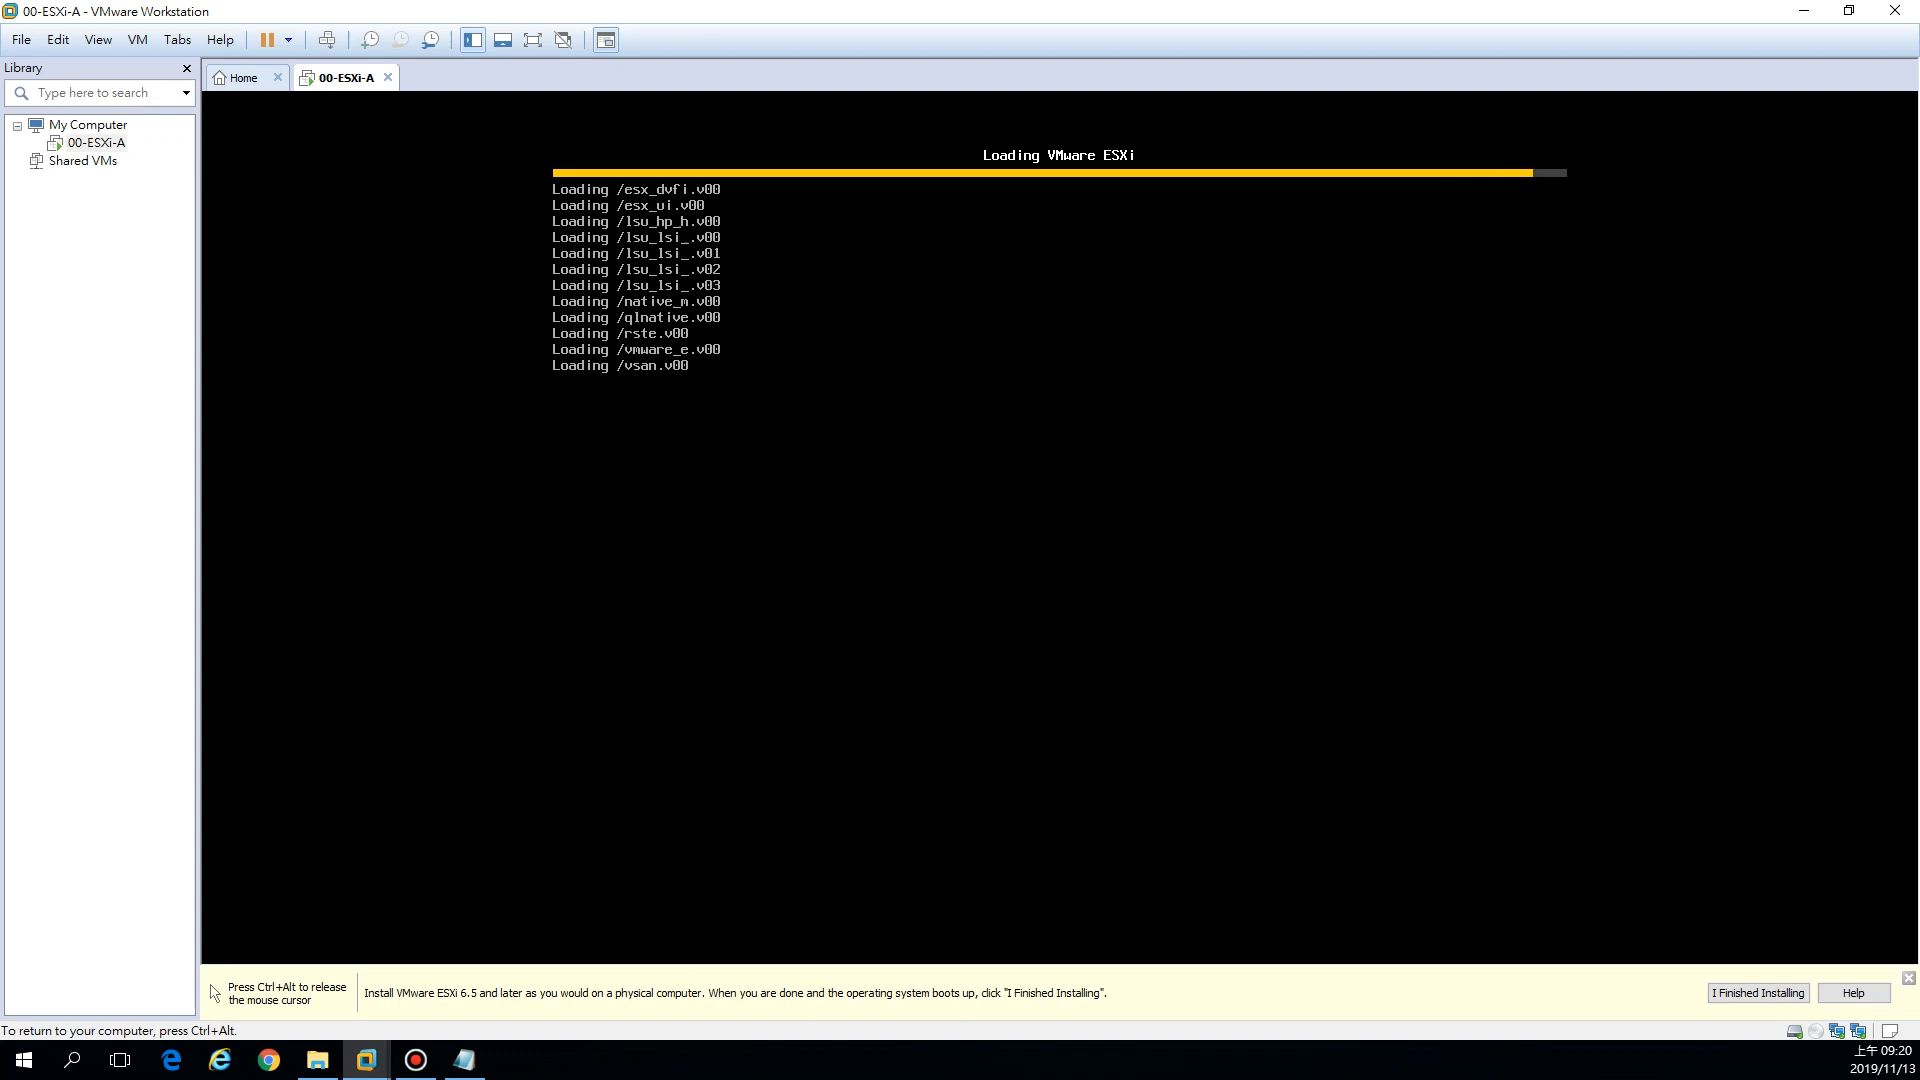 00-ESXi-A - VMware Workstation
File Edit View VM Tabs Help
Library
Type here to search
My Computer
00-ESXi-A
Shared VMs
Home
00-ESXi-A
Loading VMware ESXi
Loading /esx_dvfi.v00
Loading /esx_ui.v00
Loading /lsu_hp_h.v00
Loading /lsu_lsi_.v00
Loading /lsu_lsi_.v01
Loading /lsu_lsi_.v02
Loading /lsu_lsi_.v03
Loading /native_m.v00
Loading /qlnative.v00
Loading /rste.v00
Loading /vmware_e.v00
Loading /vsan.v00
Press Ctrl+Alt to release
the mouse cursor
Install VMware ESXi 6.5 and later as you would on a physical computer. When you are done and the operating system boots up, click "I Finished Installing".
I Finished Installing
Help
To return to your computer, press Ctrl+Alt.
上午 09:20
2019/11/13